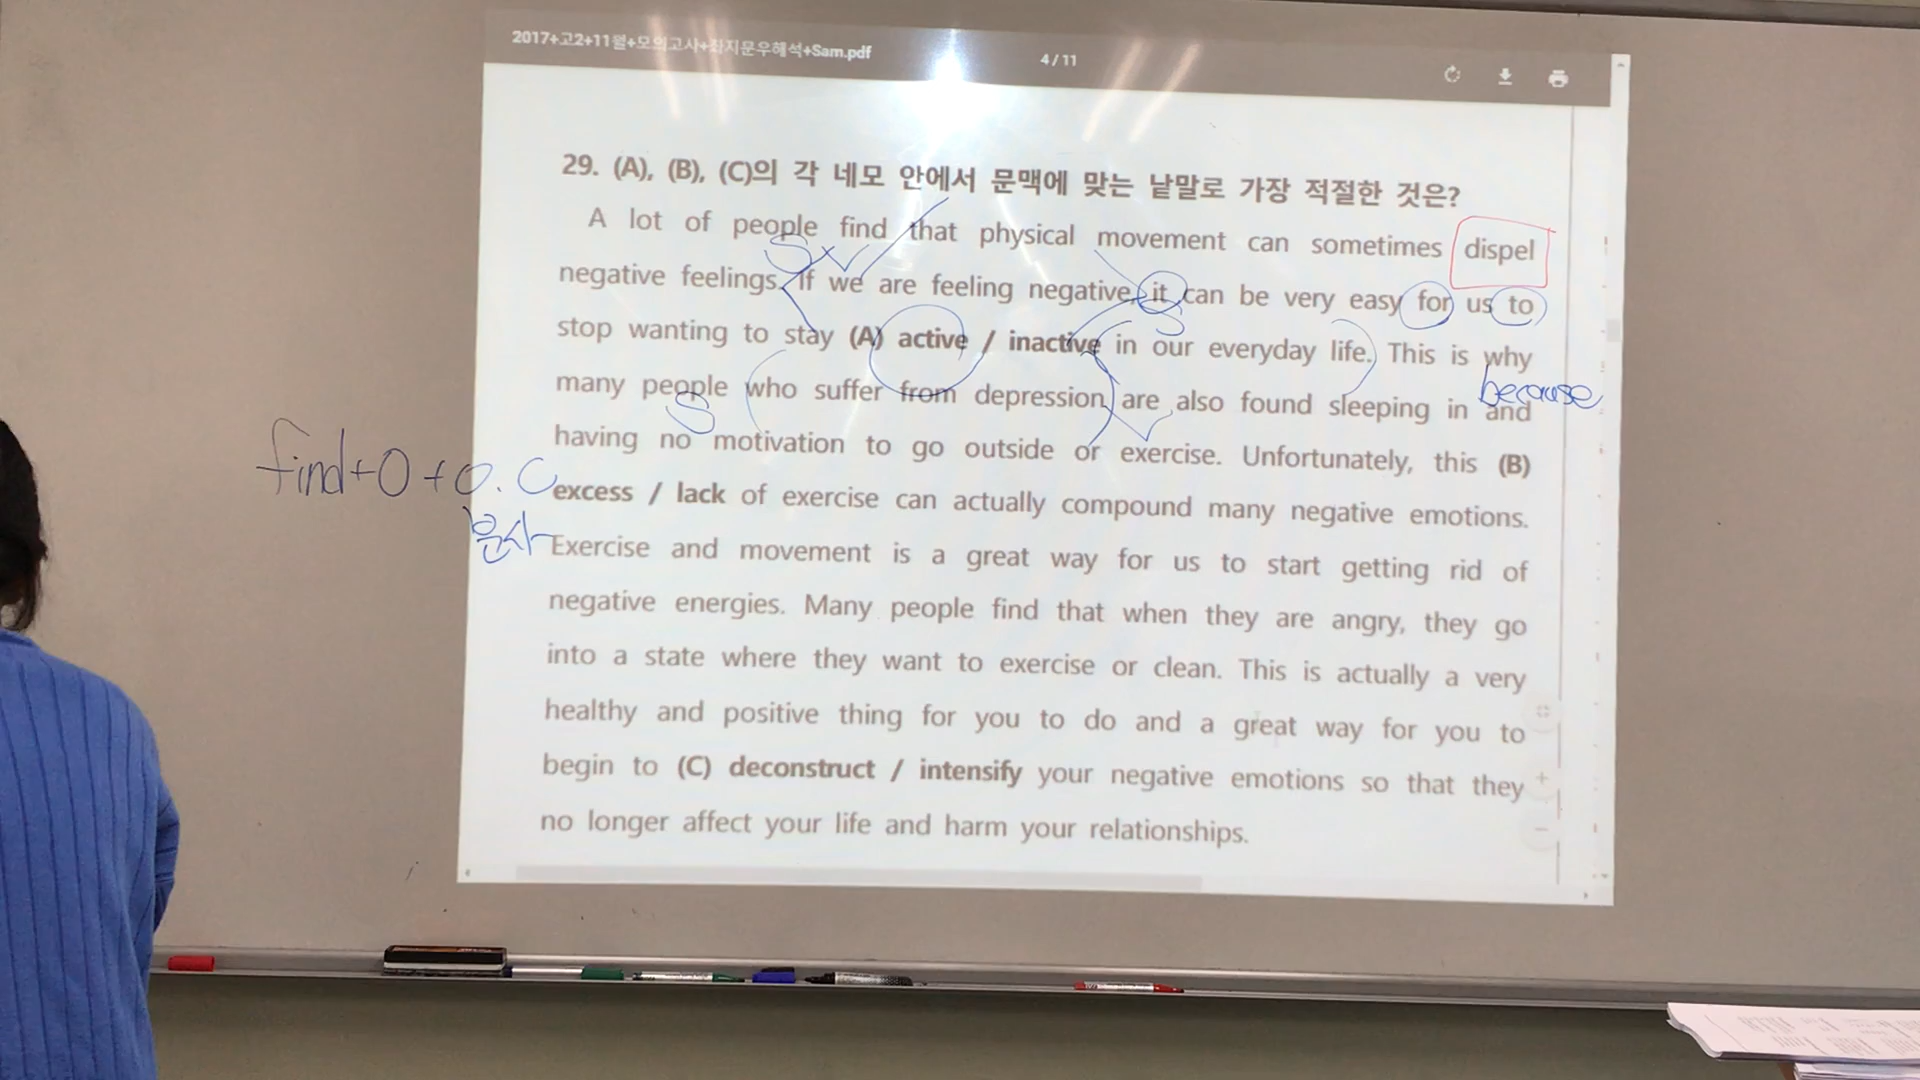 2017+고2+11월+모의고사+좌지문우해석+Sam.pdf
4 / 11
29. (A), (B), (C)의 각 네모 안에서 문맥에 맞는 낱말로 가장 적절한 것은?
A lot of people find that physical movement can sometimes dispel
negative feelings. If we are feeling negative, it can be very easy for us to
stop wanting to stay (A) active / inactive in our everyday life. This is why
because
many people who suffer from depression are also found sleeping in and
having no motivation to go outside or exercise. Unfortunately, this (B)
find+O+O.C
excess / lack of exercise can actually compound many negative emotions.
분사
Exercise and movement is a great way for us to start getting rid of
negative energies. Many people find that when they are angry, they go
into a state where they want to exercise or clean. This is actually a very
healthy and positive thing for you to do and a great way for you to
begin to (C) deconstruct / intensify your negative emotions so that they
no longer affect your life and harm your relationships.